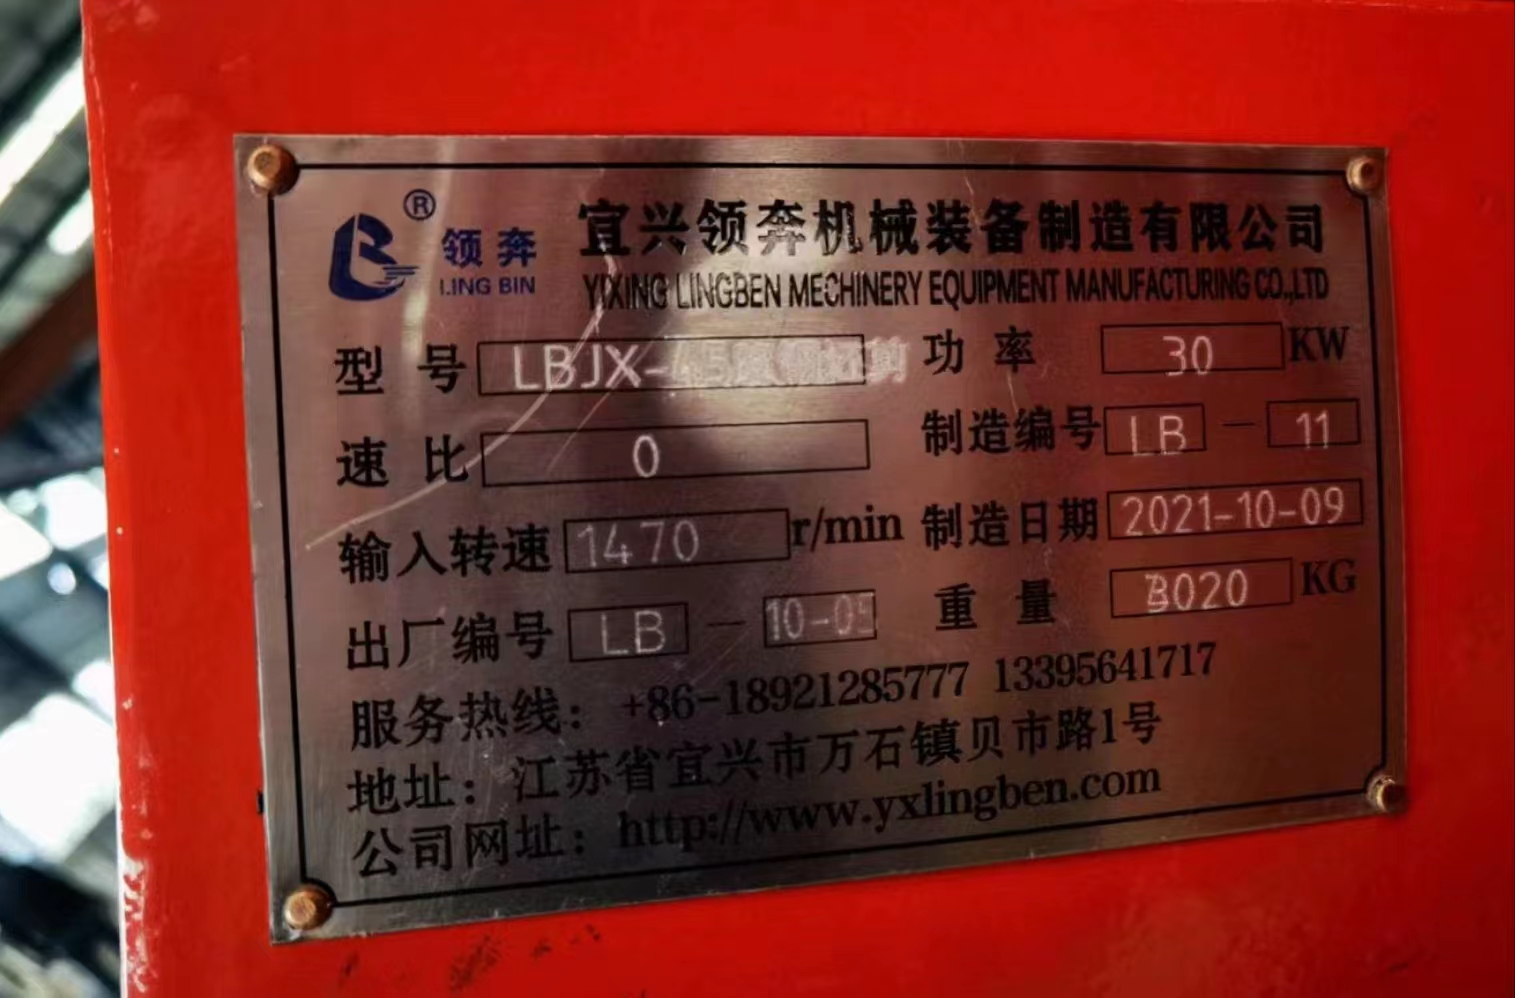 ® 领奔 宜兴领奔机械装备制造有限公司
LING BIN YIXING LINGBEN MECHINERY EQUIPMENT MANUFACTURING CO.,LTD
型号 LBJX- 功率 30 KW
速比 0 制造编号 LB — 11
输入转速 1470 r/min 制造日期 2021-10-09
出厂编号 LB — 10-09 重量 3020 KG
服务热线: +86-18921285777 13395641717
地址: 江苏省宜兴市万石镇贝市路1号
公司网址: http://www.yxlingben.com